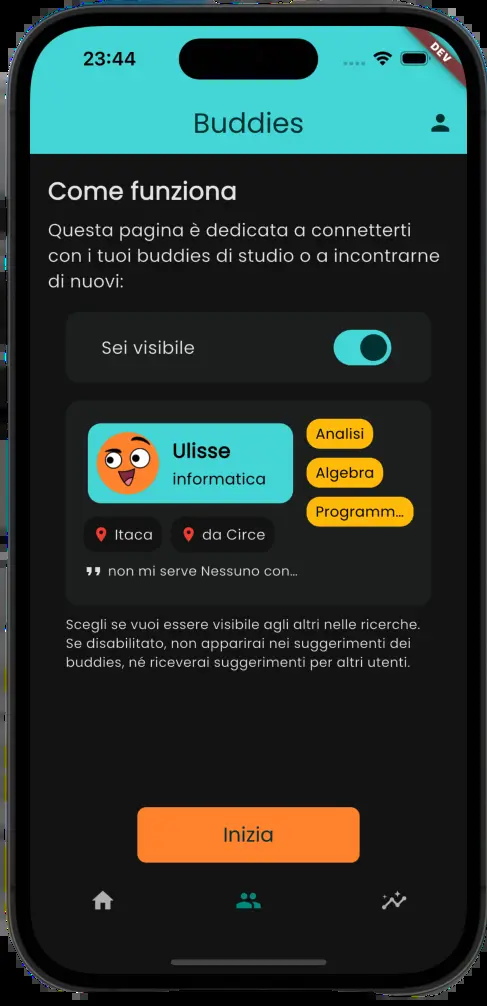 23:44
DEV
Buddies
Come funziona
Questa pagina è dedicata a connetterti
con i tuoi buddies di studio o a incontrarne
di nuovi:
Sei visibile
Ulisse
informatica
Analisi
Algebra
Programm...
Itaca
da Circe
non mi serve Nessuno con...
Scegli se vuoi essere visibile agli altri nelle ricerche.
Se disabilitato, non apparirai nei suggerimenti dei
buddies, né riceverai suggerimenti per altri utenti.
Inizia